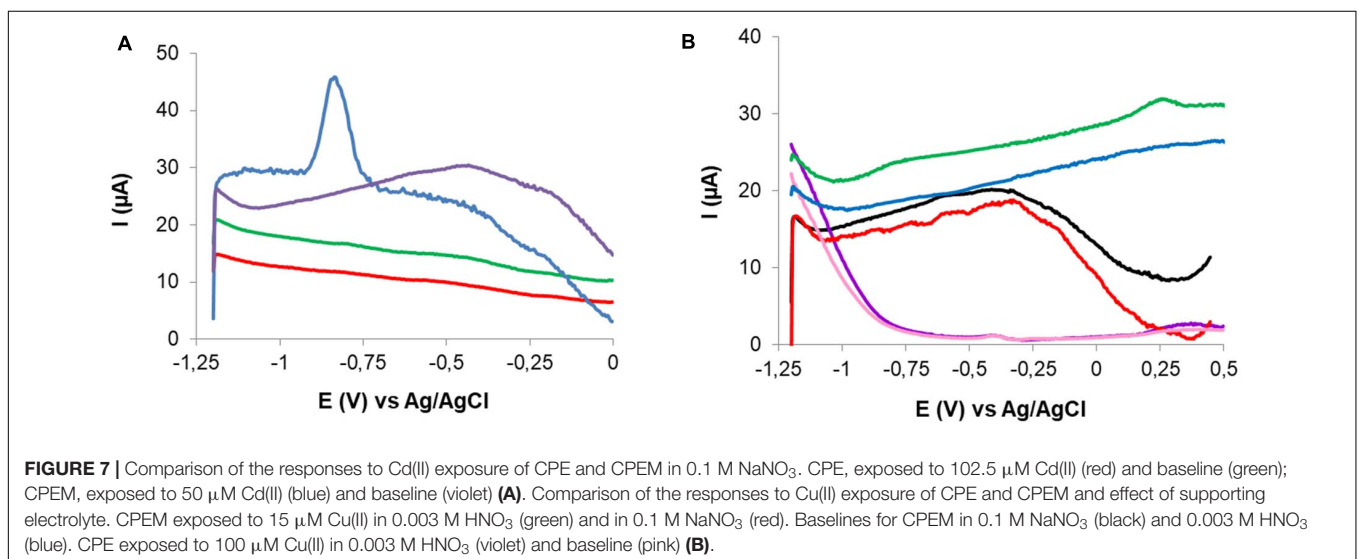 A
50
40
30
20
10
0
I (µA)
-1,25 -1 -0,75 -0,5 -0,25 0
E (V) vs Ag/AgCl
B
40
30
20
10
0
I (µA)
-1,25 -1 -0,75 -0,5 -0,25 0 0,25 0,5
E (V) vs Ag/AgCl
FIGURE 7 | Comparison of the responses to Cd(II) exposure of CPE and CPEM in 0.1 M NaNO₃. CPE, exposed to 102.5 µM Cd(II) (red) and baseline (green);
CPEM, exposed to 50 µM Cd(II) (blue) and baseline (violet) (A). Comparison of the responses to Cu(II) exposure of CPE and CPEM and effect of supporting
electrolyte. CPEM exposed to 15 µM Cu(II) in 0.003 M HNO₃ (green) and in 0.1 M NaNO₃ (red). Baselines for CPEM in 0.1 M NaNO₃ (black) and 0.003 M HNO₃
(blue). CPE exposed to 100 µM Cu(II) in 0.003 M HNO₃ (violet) and baseline (pink) (B).